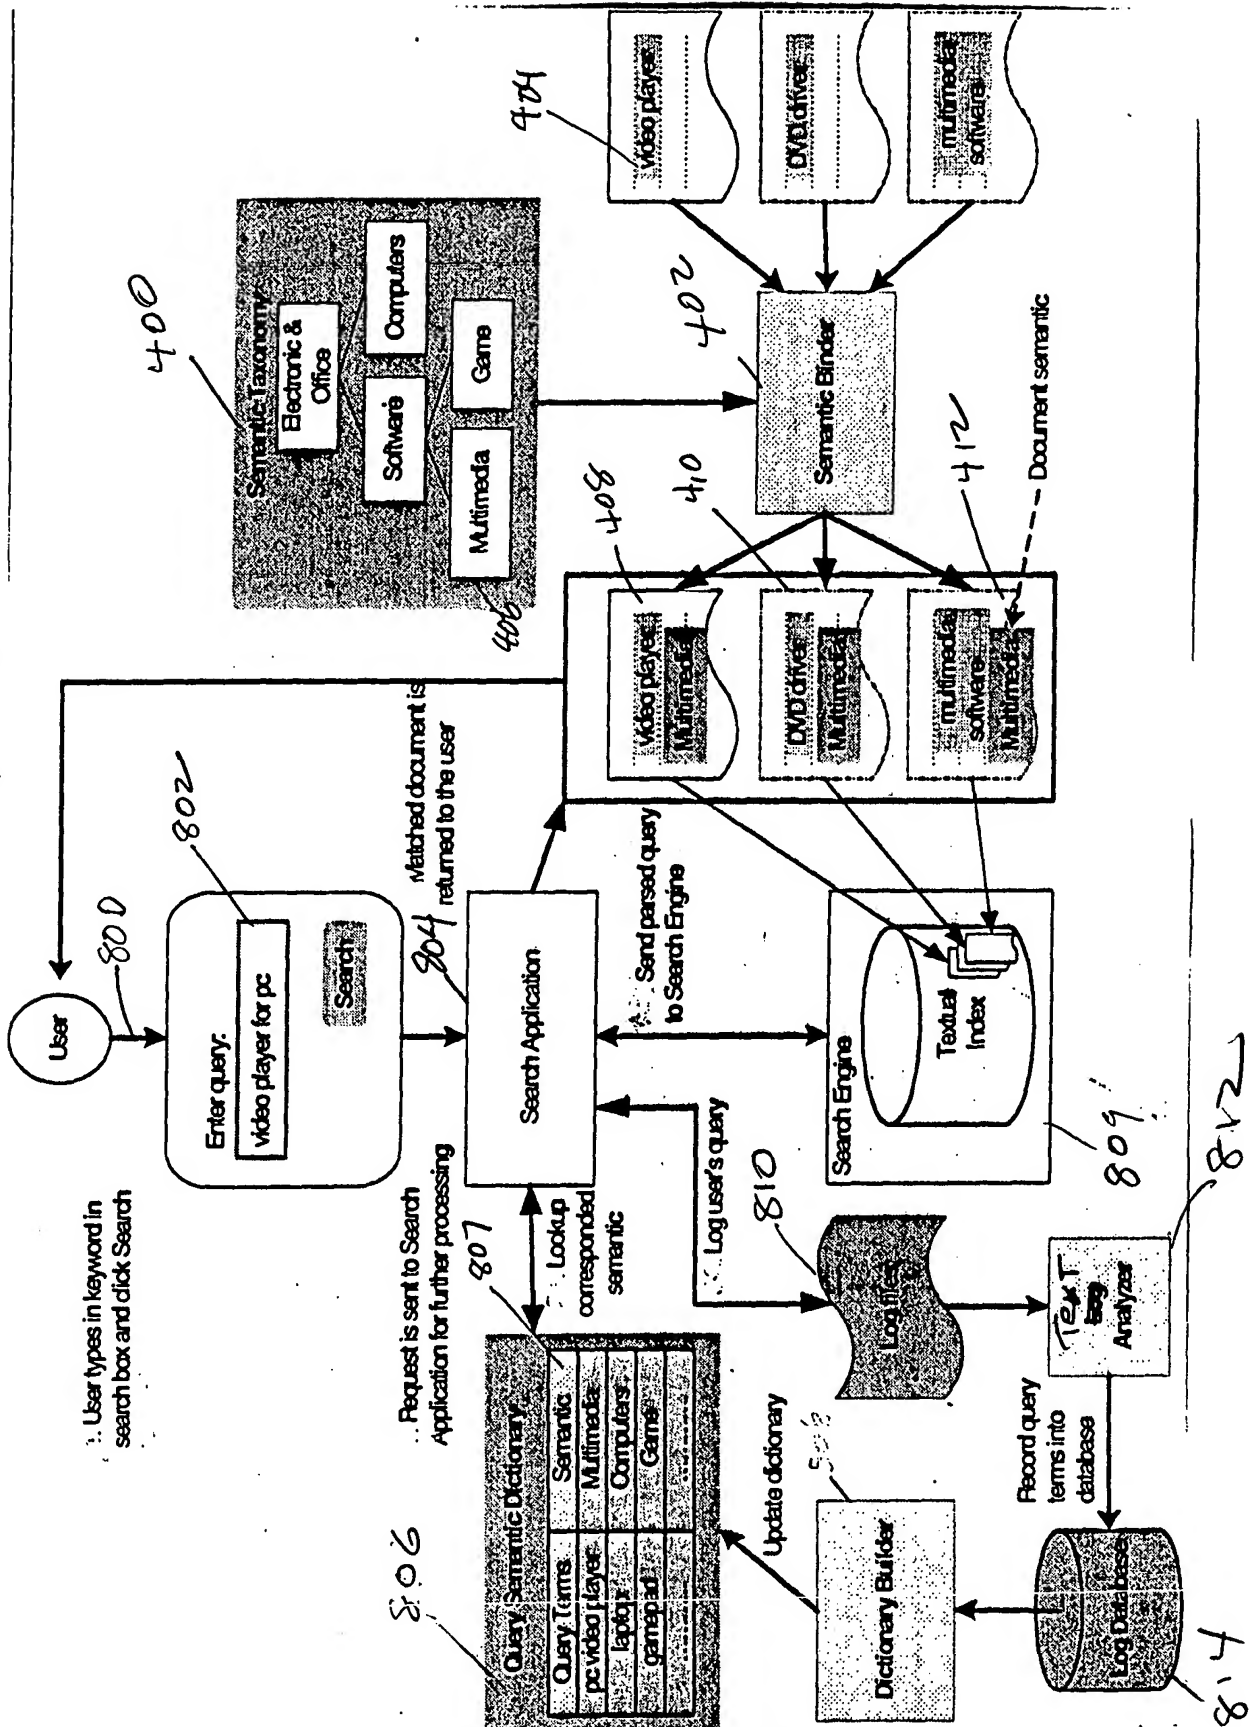 User
800
802
Enter query:
video player for pc
Search
User types in keyword in
search box and click Search
Request is sent to Search
Application for further processing
804
Search Application
Matched document is
returned to the user
Send parsed query
to Search Engine
Lookup
corresponded
semantic
Log user's query
806
807
Query Semantic Dictionary
Query Terms Semantic
pc video player Multimedia
laptop Computers
gamepad Game
Update dictionary
Dictionary Builder
810
Log files
TexT
Analyzer
812
Record query
terms into
database
Log Database
814
Search Engine
Textual
Index
809
400
Semantic Taxonomy
Electronic &
Office
Software
Computers
Multimedia
Game
406
402
Semantic Binder
404
video player
DVD driver
multimedia
software
408
video player
Multimedia
410
DVD driver
Multimedia
412
multimedia
software
Multimedia
Document semantic